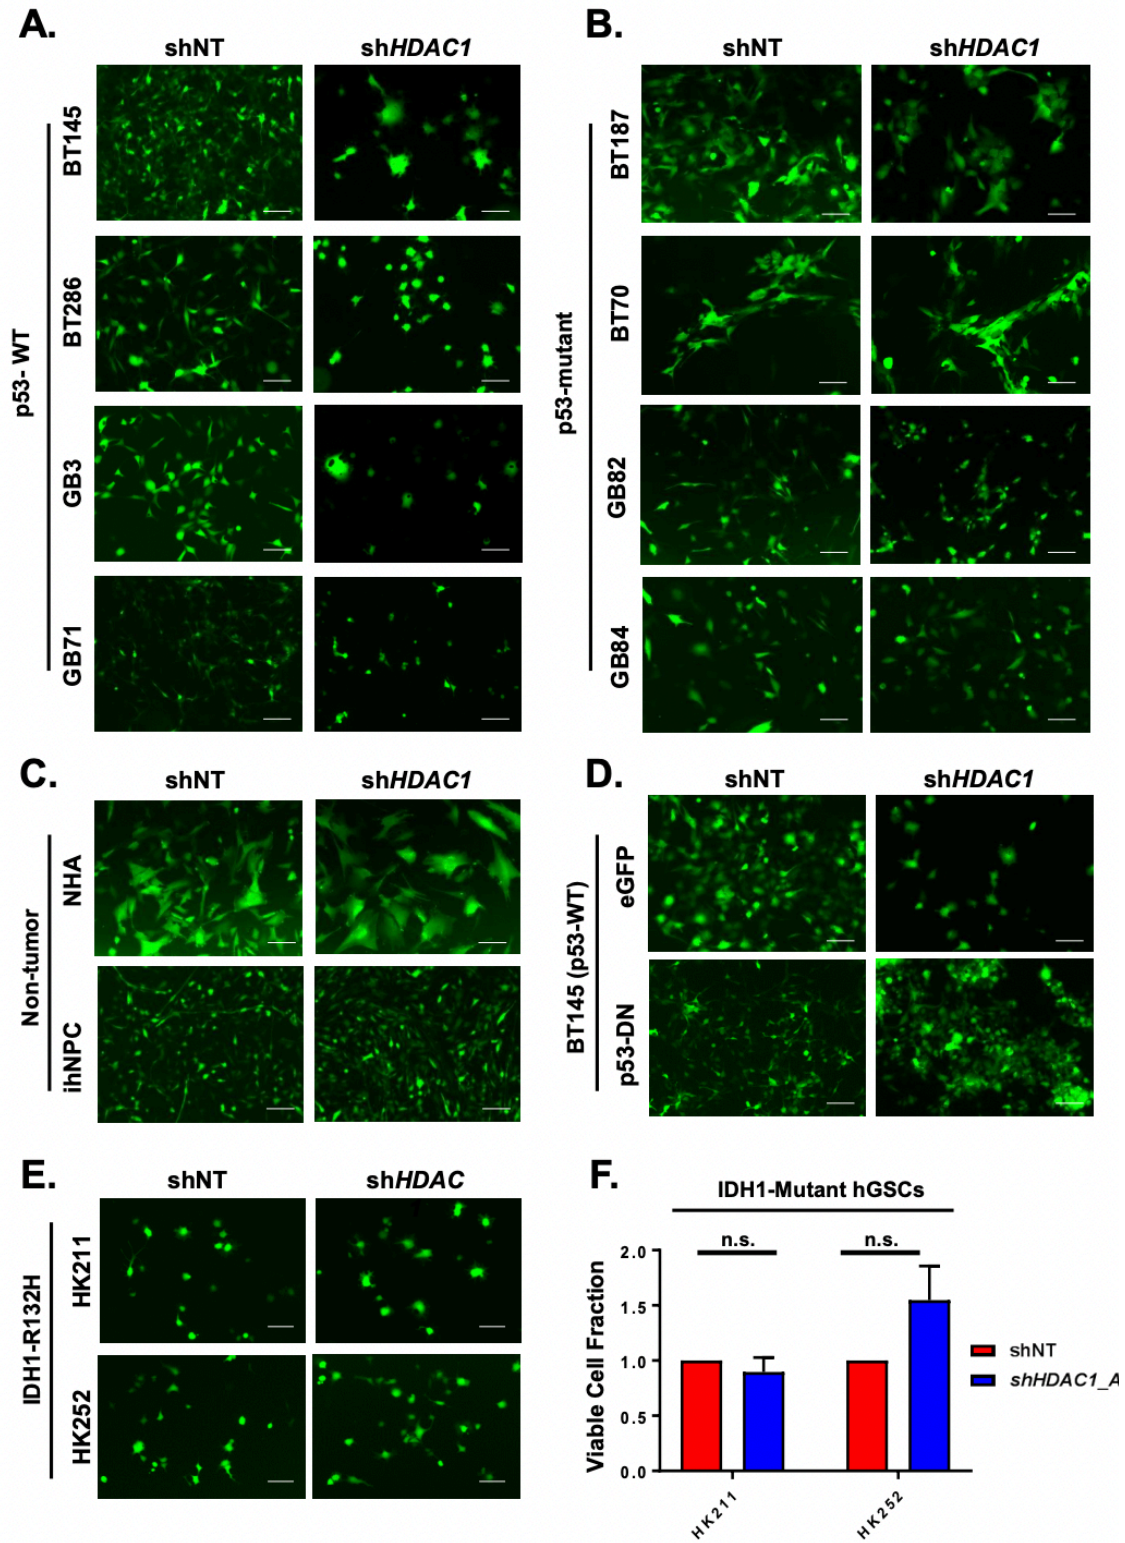 A.
shNT
shHDAC1
p53- WT
BT145
BT286
GB3
GB71
B.
shNT
shHDAC1
p53-mutant
BT187
BT70
GB82
GB84
C.
shNT
shHDAC1
Non-tumor
NHA
ihNPC
D.
shNT
shHDAC1
BT145 (p53-WT)
eGFP
p53-DN
E.
shNT
shHDAC
IDH1-R132H
HK211
HK252
F.
IDH1-Mutant hGSCs
n.s.
n.s.
Viable Cell Fraction
2.0
1.5
1.0
0.5
0.0
HK211
HK252
shNT
shHDAC1_A